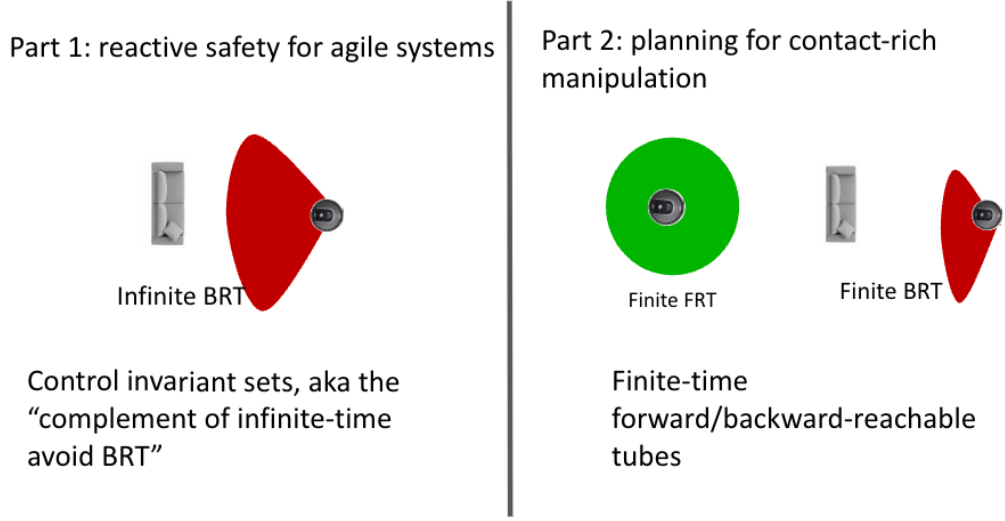 Part 1: reactive safety for agile systems
Infinite BRT
Control invariant sets, aka the
“complement of infinite-time
avoid BRT”
Part 2: planning for contact-rich
manipulation
Finite FRT
Finite BRT
Finite-time
forward/backward-reachable
tubes